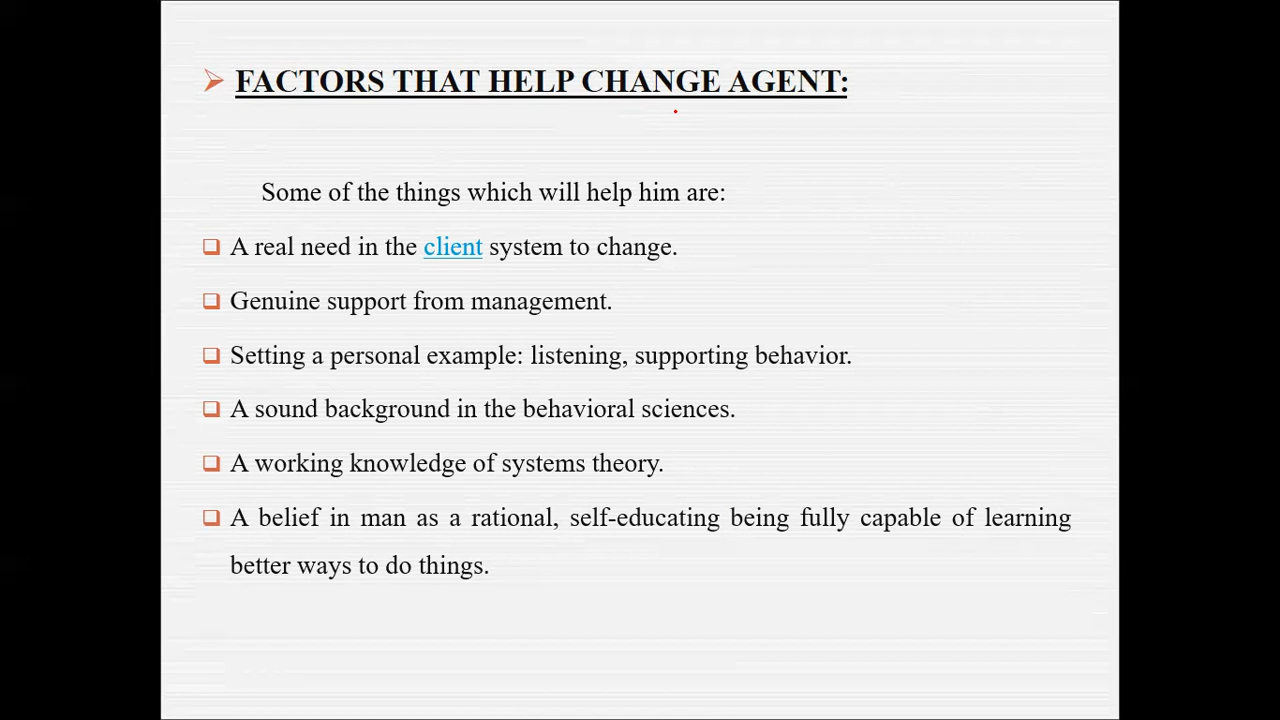 FACTORS THAT HELP CHANGE AGENT:
Some of the things which will help him are:
A real need in the client system to change.
Genuine support from management.
Setting a personal example: listening, supporting behavior.
A sound background in the behavioral sciences.
A working knowledge of systems theory.
A belief in man as a rational, self-educating being fully capable of learning
better ways to do things.